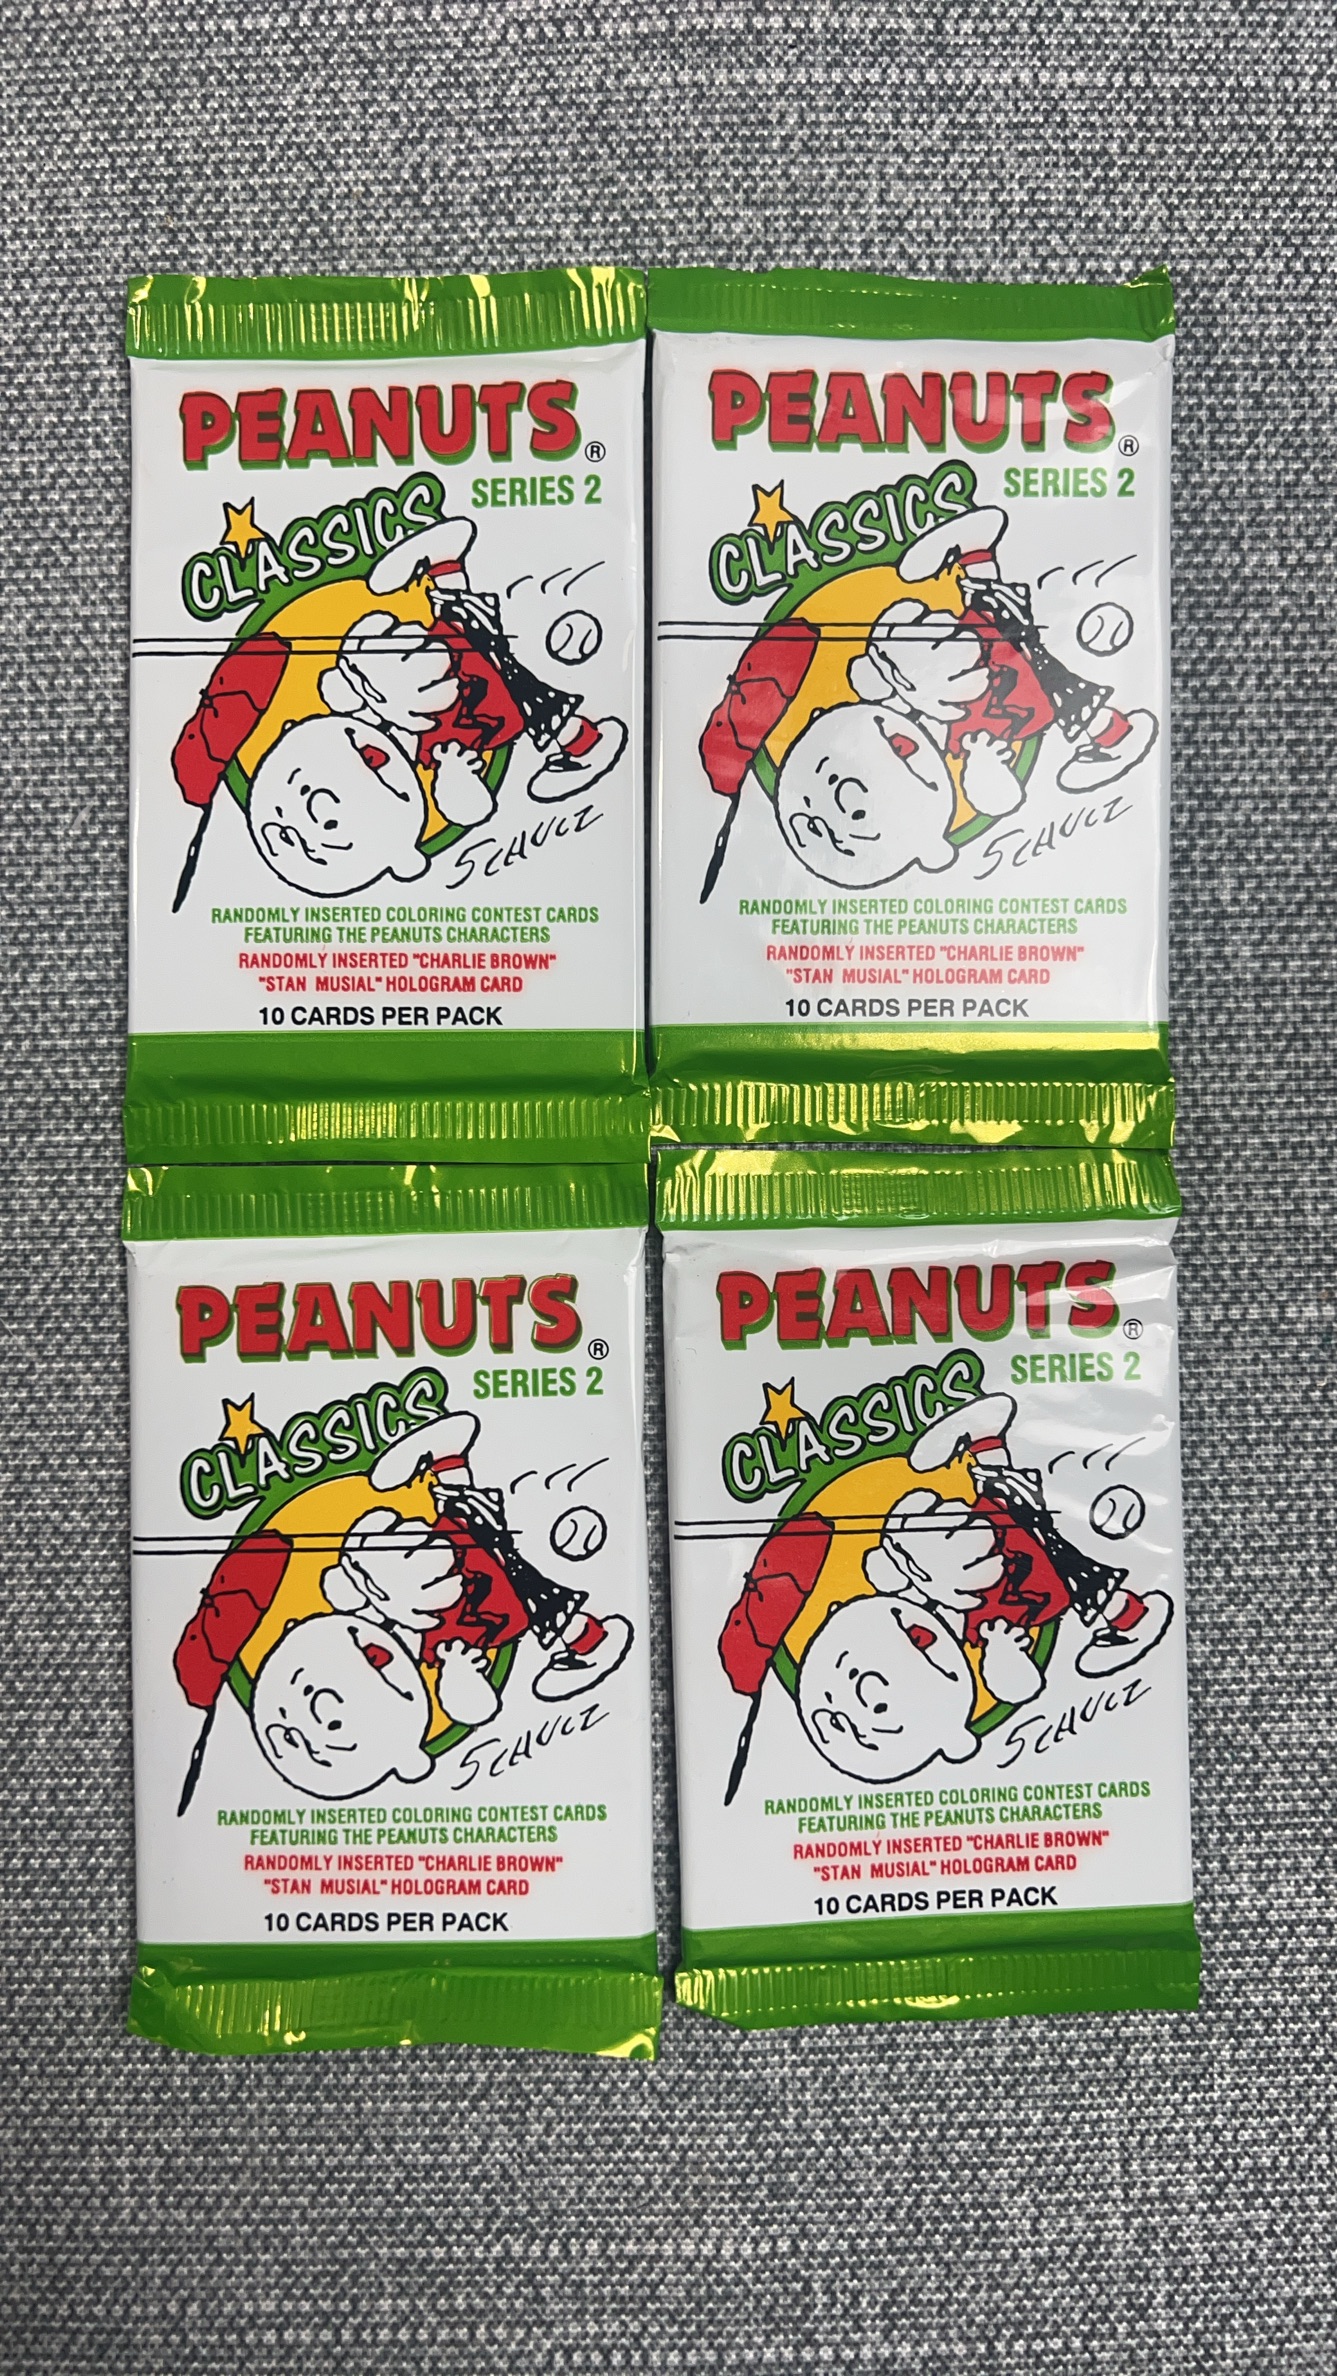 PEANUTS®
SERIES 2
CLASSICS
SCHULZ
RANDOMLY INSERTED COLORING CONTEST CARDS
FEATURING THE PEANUTS CHARACTERS
RANDOMLY INSERTED "CHARLIE BROWN"
"STAN MUSIAL" HOLOGRAM CARD
10 CARDS PER PACK
PEANUTS®
SERIES 2
CLASSICS
SCHULZ
RANDOMLY INSERTED COLORING CONTEST CARDS
FEATURING THE PEANUTS CHARACTERS
RANDOMLY INSERTED "CHARLIE BROWN"
"STAN MUSIAL" HOLOGRAM CARD
10 CARDS PER PACK
PEANUTS®
SERIES 2
CLASSICS
SCHULZ
RANDOMLY INSERTED COLORING CONTEST CARDS
FEATURING THE PEANUTS CHARACTERS
RANDOMLY INSERTED "CHARLIE BROWN"
"STAN MUSIAL" HOLOGRAM CARD
10 CARDS PER PACK
PEANUTS®
SERIES 2
CLASSICS
SCHULZ
RANDOMLY INSERTED COLORING CONTEST CARDS
FEATURING THE PEANUTS CHARACTERS
RANDOMLY INSERTED "CHARLIE BROWN"
"STAN MUSIAL" HOLOGRAM CARD
10 CARDS PER PACK